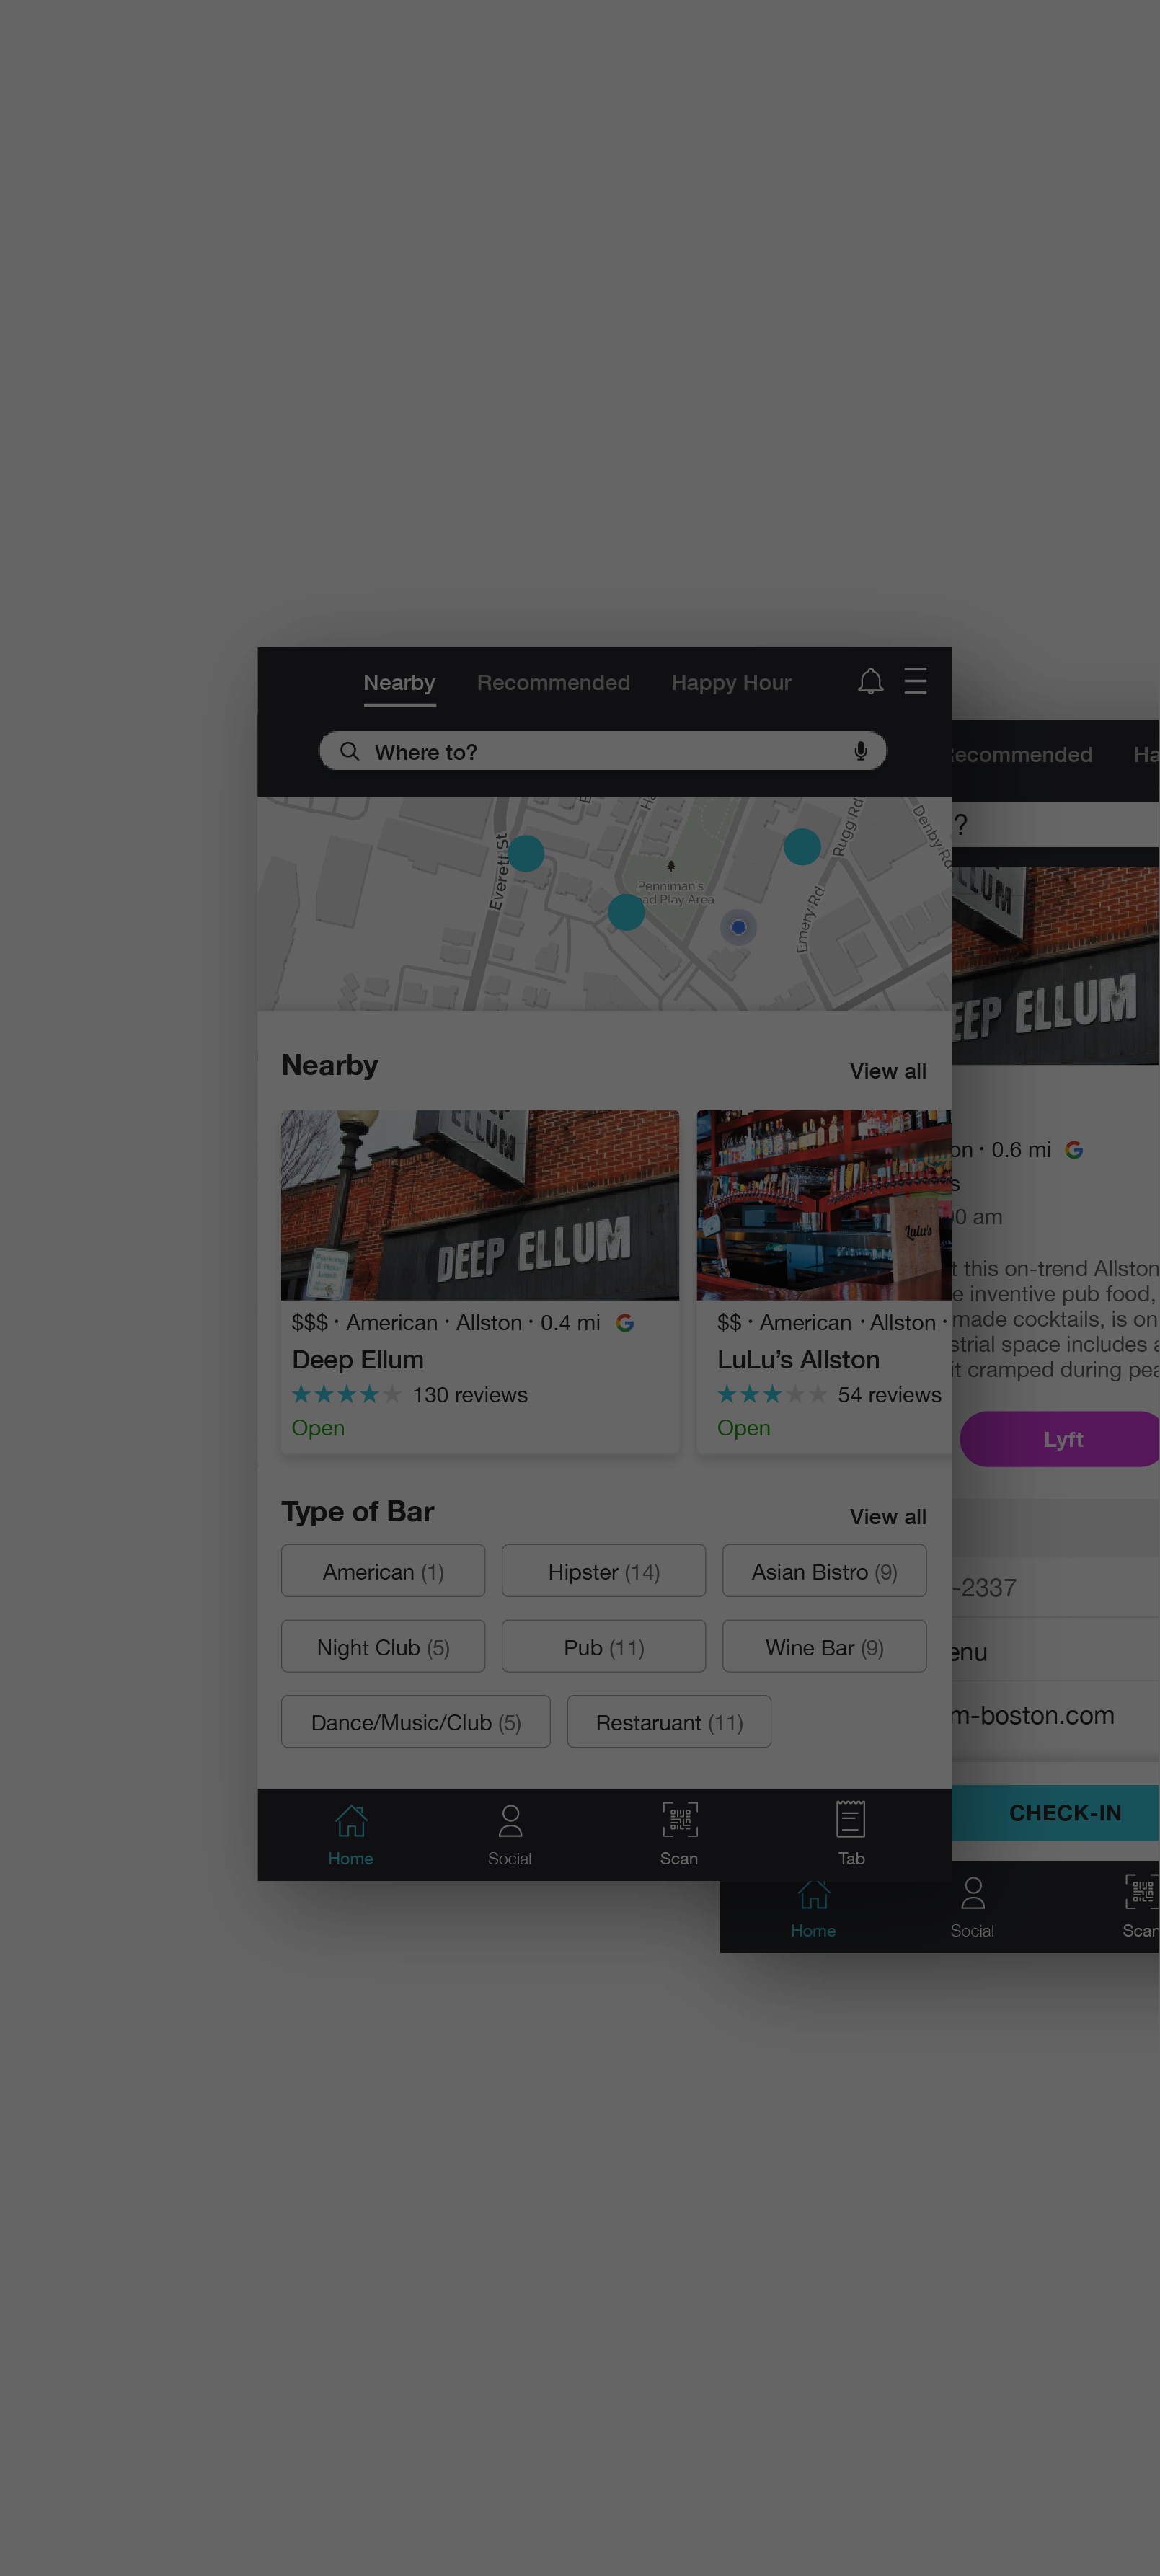 Nearby Recommended Happy Hour
Where to?
Everett St
Rugg Rd
Denby Rd
Emery Rd
Penniman's
ad Play Area
Nearby
View all
ELLUM
DEEP ELLUM
$$$ · American · Allston · 0.4 mi
Deep Ellum
130 reviews
Open
Lulu's
$$ · American · Allston ·
LuLu’s Allston
54 reviews
Open
Type of Bar
View all
American (1)
Hipster (14)
Asian Bistro (9)
Night Club (5)
Pub (11)
Wine Bar (9)
Dance/Music/Club (5)
Restaruant (11)
Home
Social
Scan
Tab
ecommended Ha
?
ELLUM
EEP ELLUM
on · 0.6 mi
s
00 am
t this on-trend Allston
e inventive pub food,
made cocktails, is on
strial space includes a
it cramped during pea
Lyft
-2337
enu
m-boston.com
CHECK-IN
Home
Social
Scan